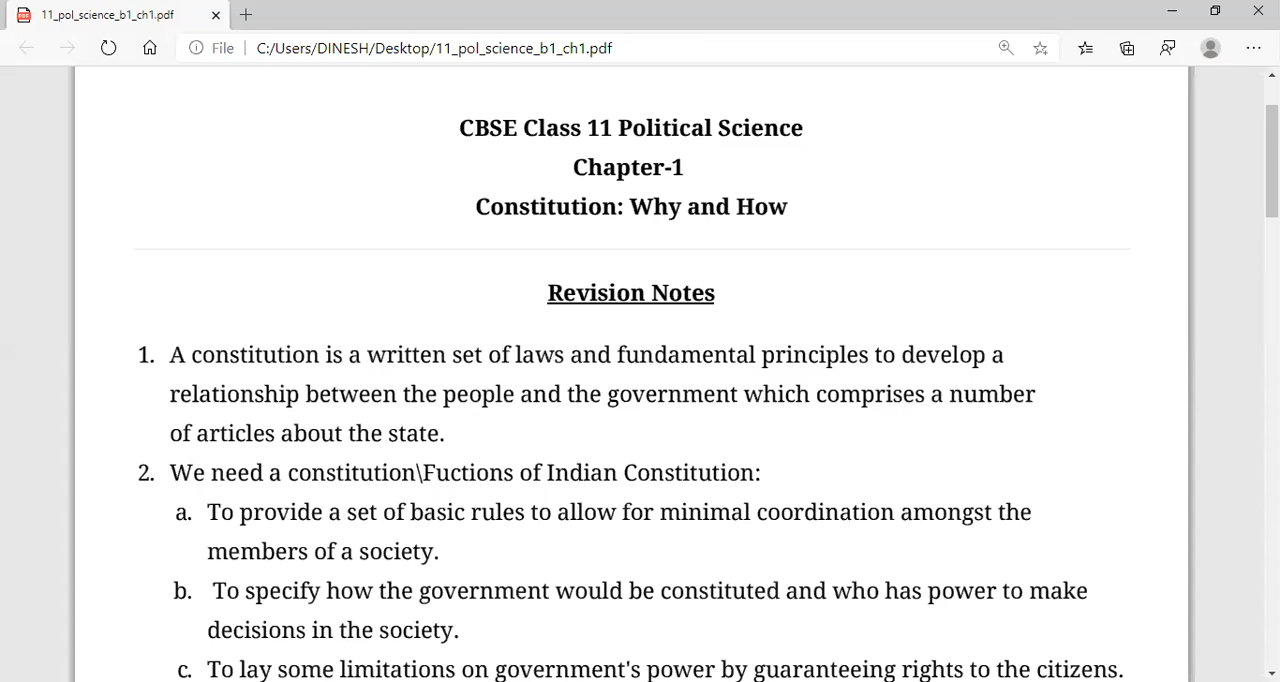 11_pol_science_b1_ch1.pdf
File C:/Users/DINESH/Desktop/11_pol_science_b1_ch1.pdf
CBSE Class 11 Political Science
Chapter-1
Constitution: Why and How
Revision Notes
1. A constitution is a written set of laws and fundamental principles to develop a
relationship between the people and the government which comprises a number
of articles about the state.
2. We need a constitution\Fuctions of Indian Constitution:
a. To provide a set of basic rules to allow for minimal coordination amongst the
members of a society.
b. To specify how the government would be constituted and who has power to make
decisions in the society.
c. To lay some limitations on government's power by guaranteeing rights to the citizens.